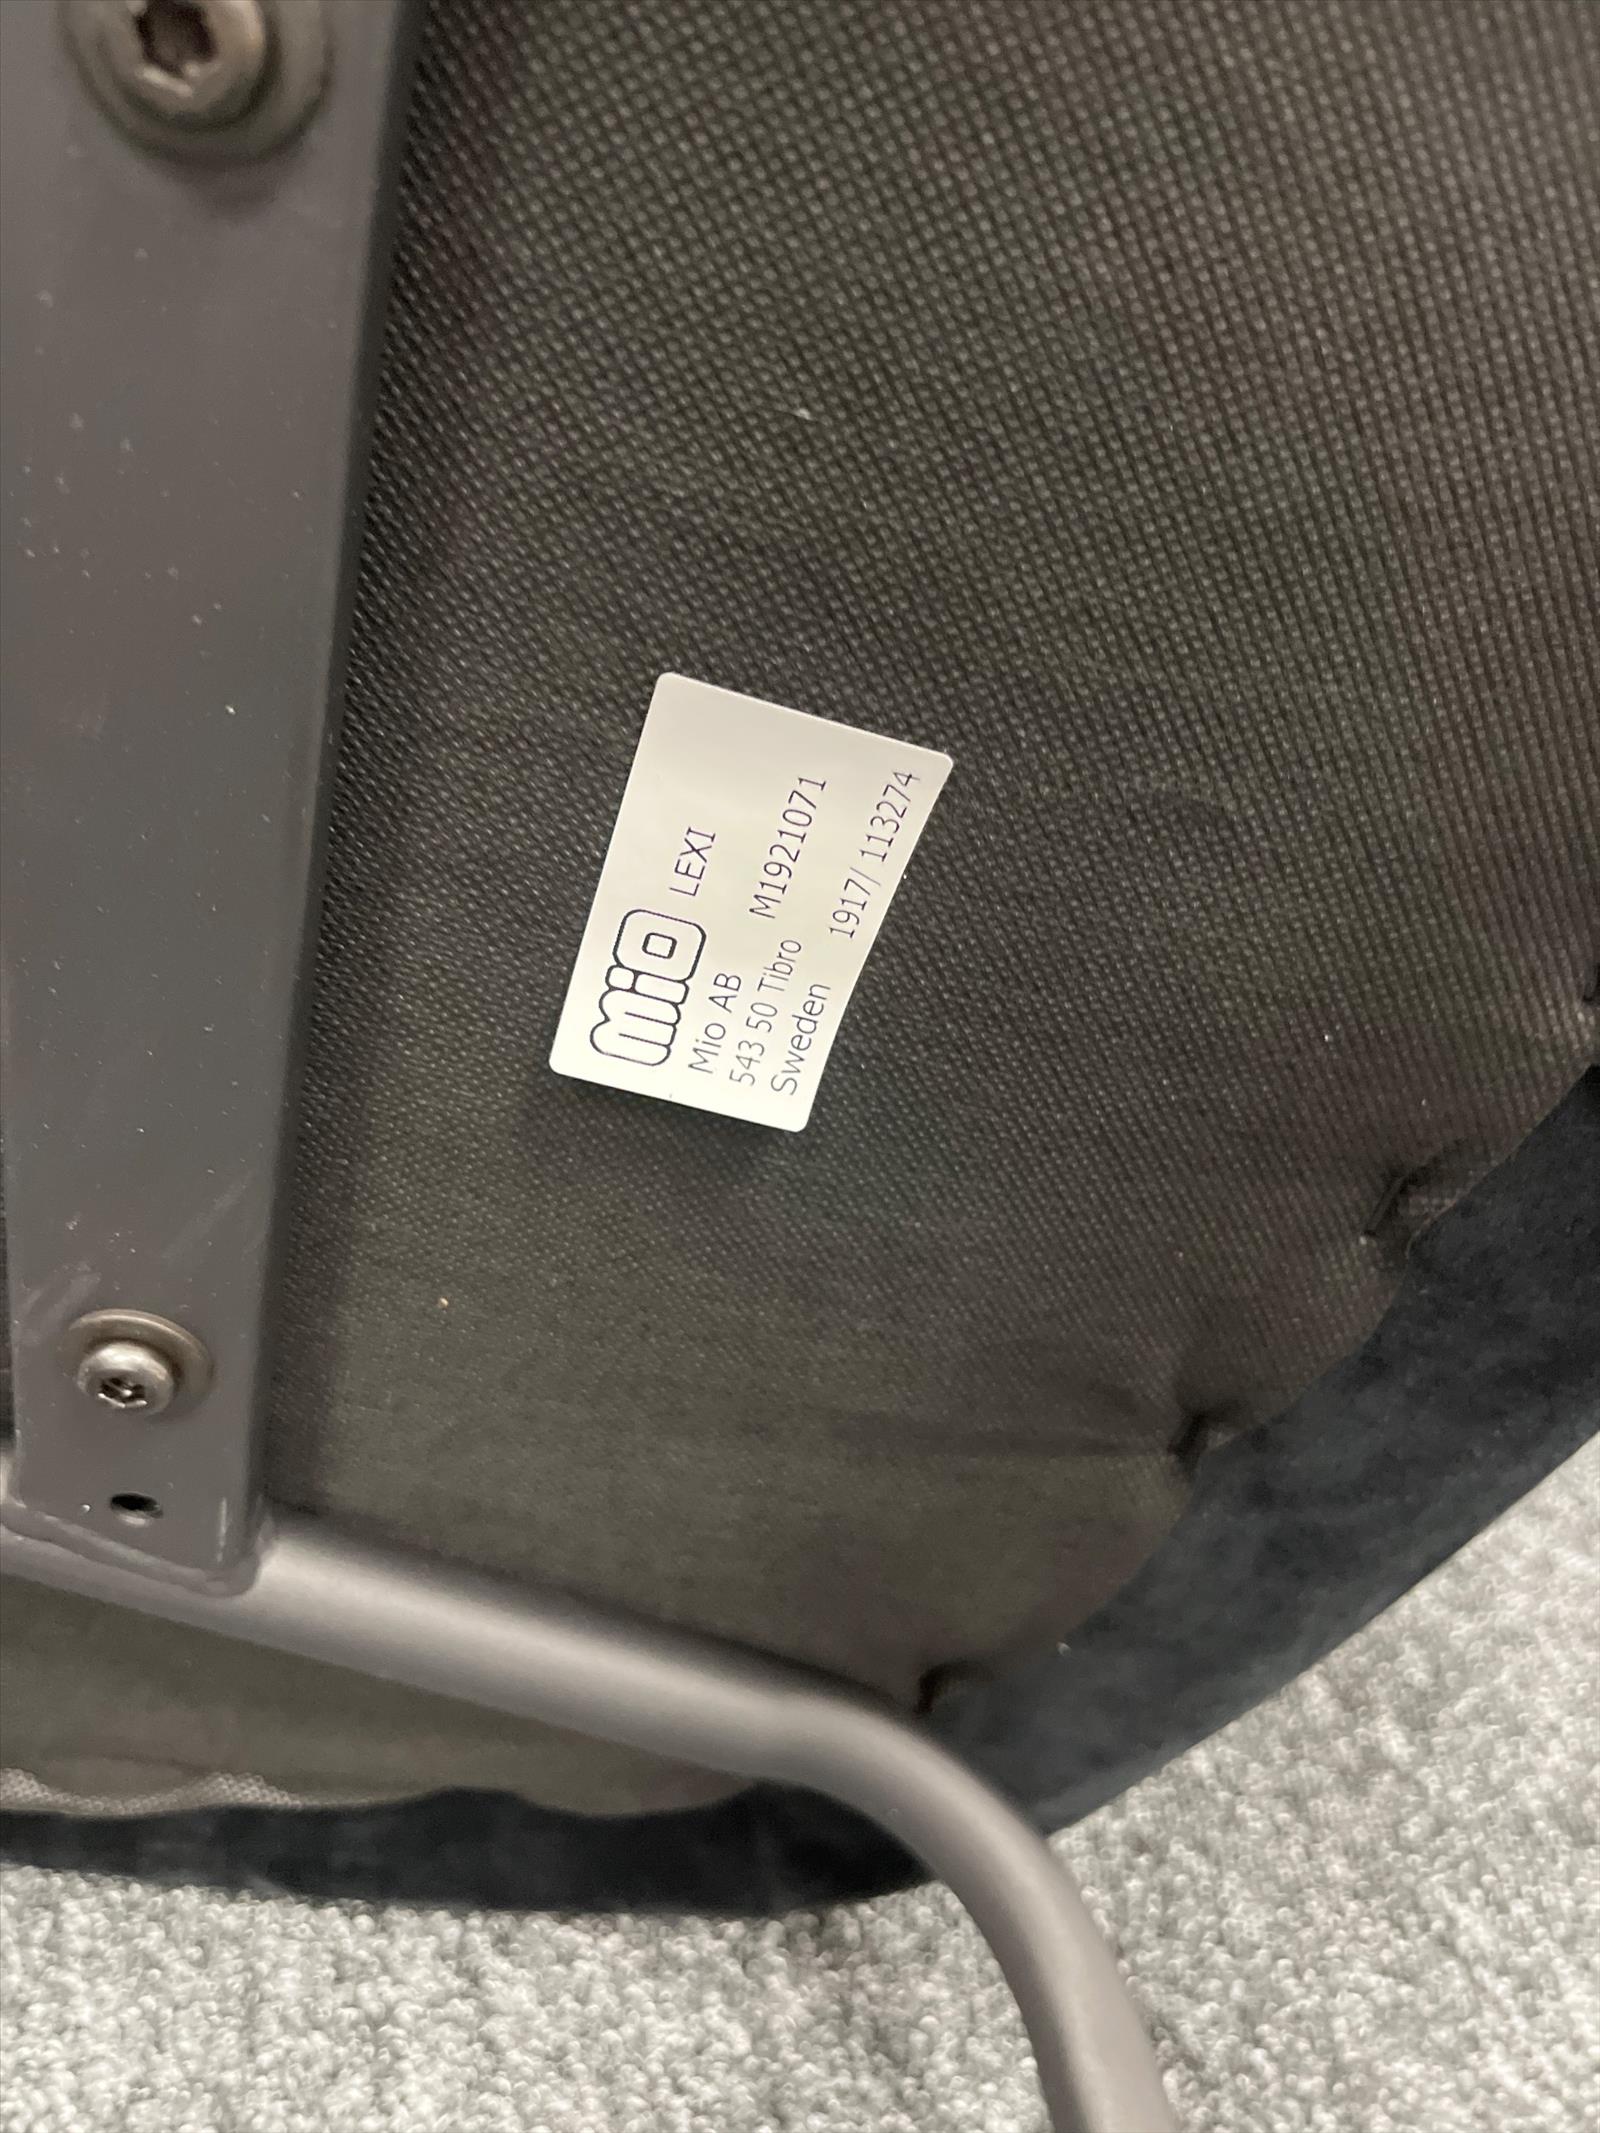 mio LEXI
Mio AB
543 50 Tibro M1921071
Sweden 1917/ 113274